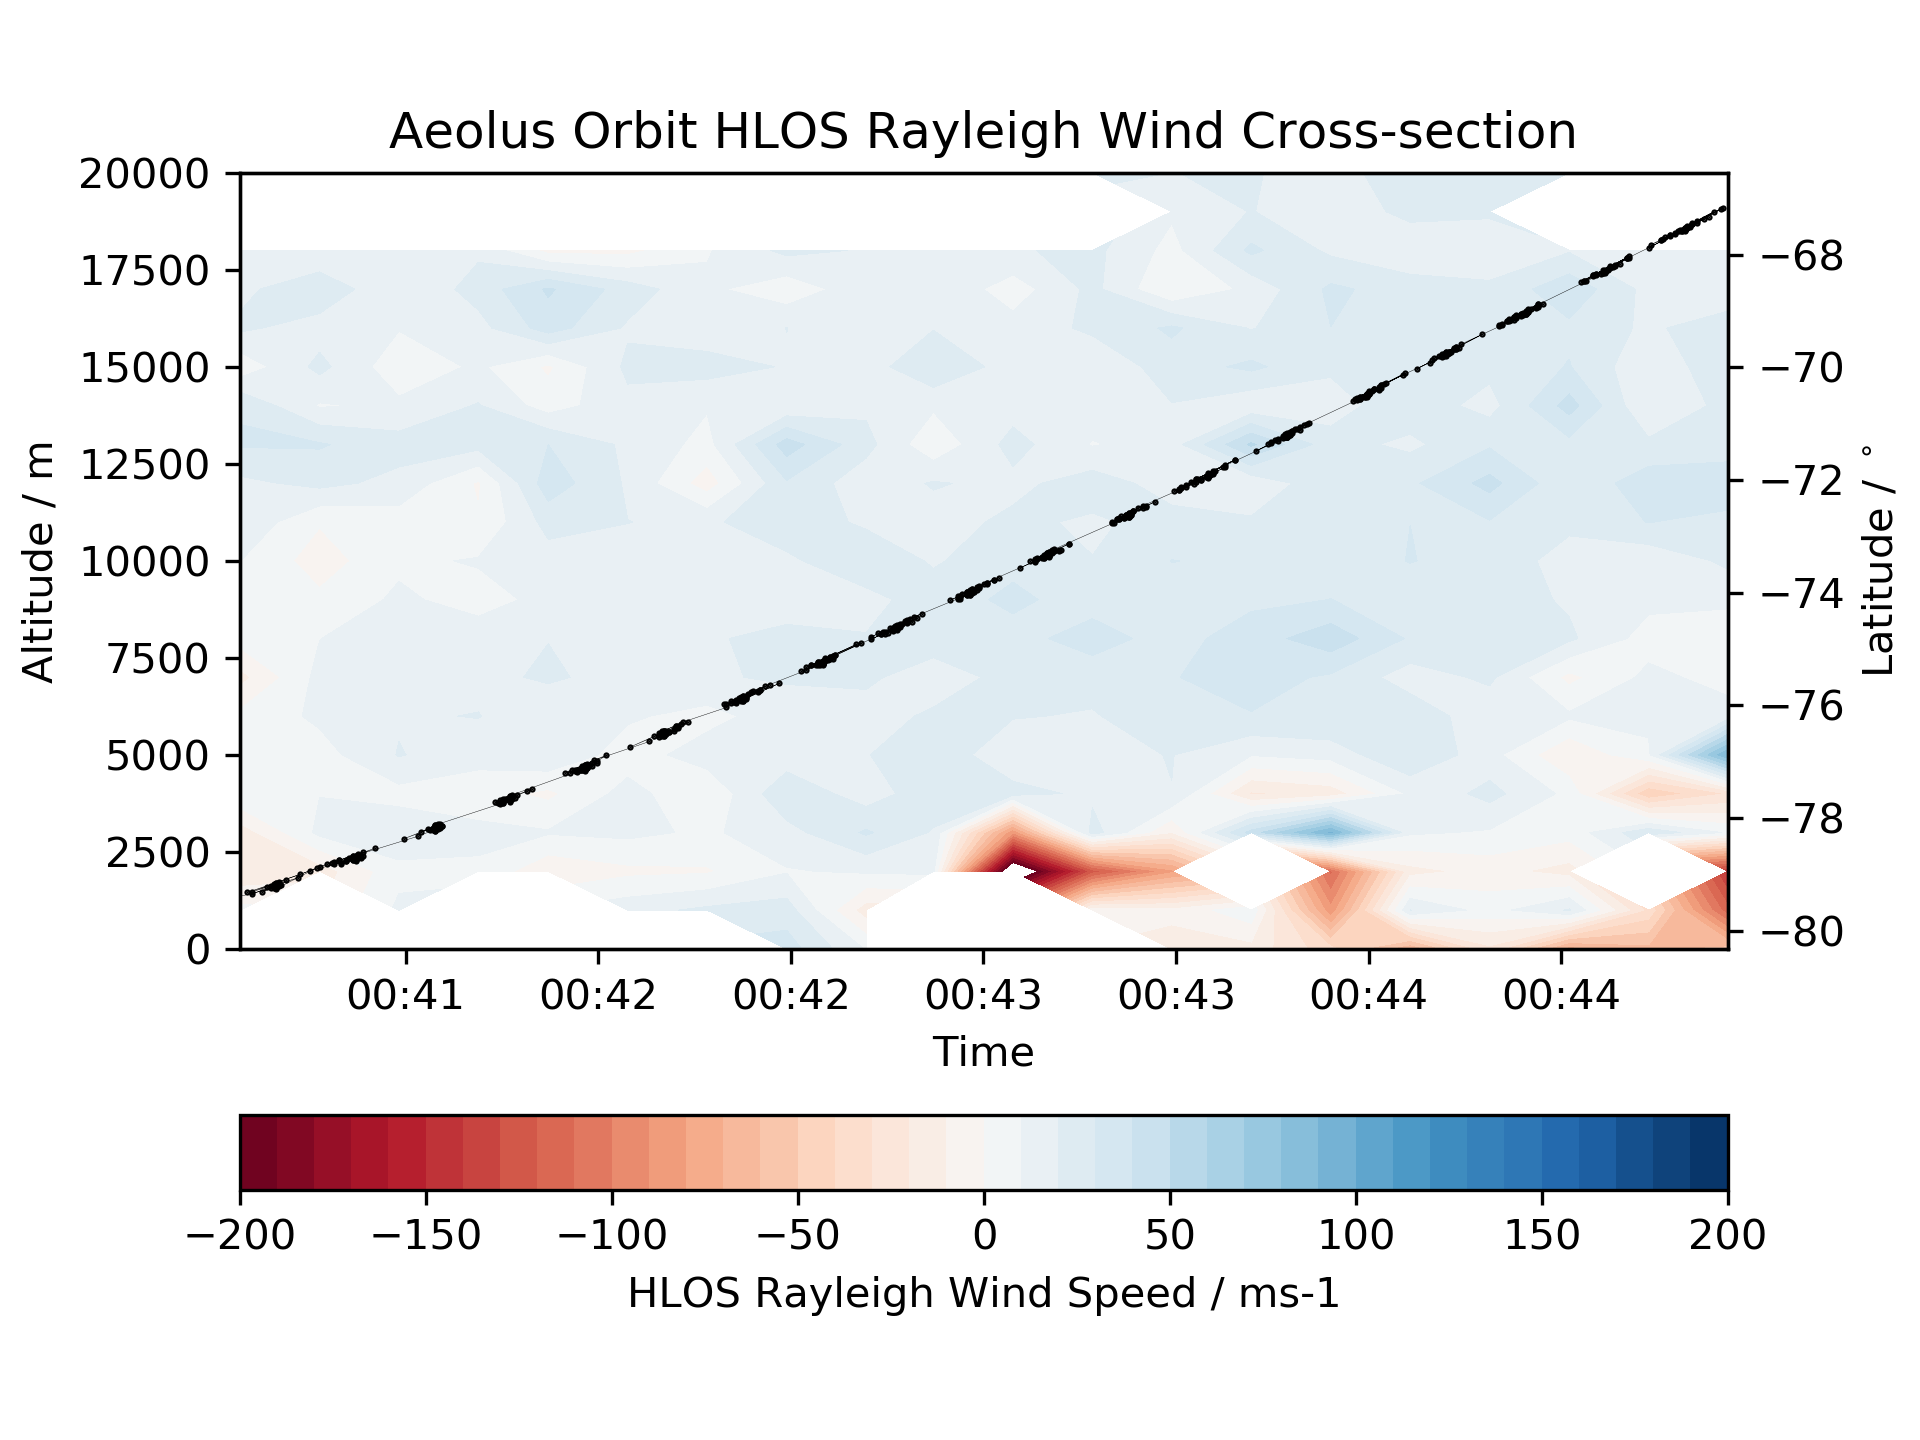 Aeolus Orbit HLOS Rayleigh Wind Cross-section
20000
17500
15000
12500
10000
7500
5000
2500
0
Altitude / m
−68
−70
−72
−74
−76
−78
−80
Latitude / °
00:41 00:42 00:42 00:43 00:43 00:44 00:44
Time
−200 −150 −100 −50 0 50 100 150 200
HLOS Rayleigh Wind Speed / ms-1